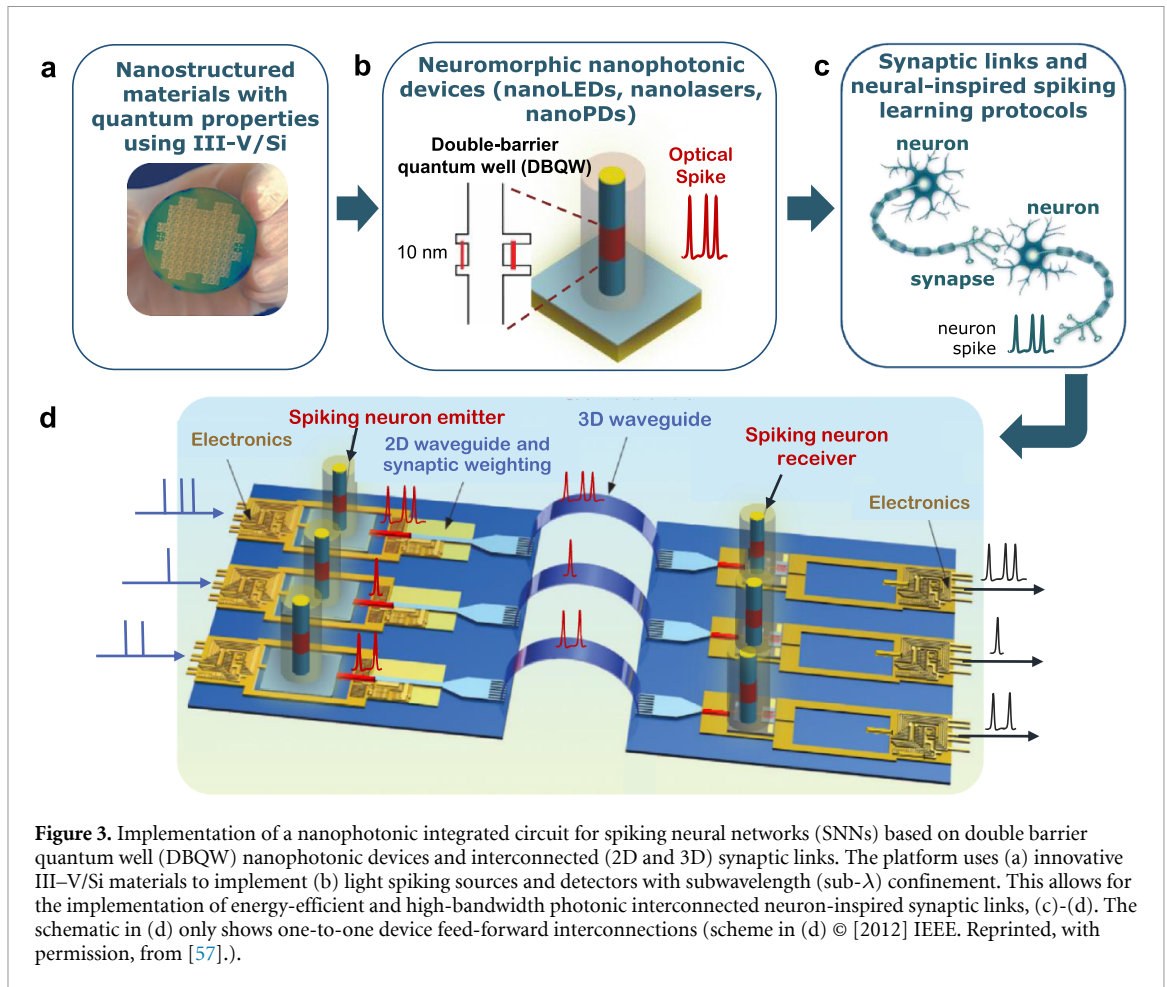 a
Nanostructured
materials with
quantum properties
using III-V/Si
b
Neuromorphic nanophotonic
devices (nanoLEDs, nanolasers,
nanoPDs)
Double-barrier
quantum well (DBQW)
10 nm
Optical
Spike
c
Synaptic links and
neural-inspired spiking
learning protocols
neuron
neuron
synapse
neuron
spike
d
Electronics
Spiking neuron emitter
2D waveguide and
synaptic weighting
3D waveguide
Spiking neuron
receiver
Electronics
Figure 3. Implementation of a nanophotonic integrated circuit for spiking neural networks (SNNs) based on double barrier
quantum well (DBQW) nanophotonic devices and interconnected (2D and 3D) synaptic links. The platform uses (a) innovative
III–V/Si materials to implement (b) light spiking sources and detectors with subwavelength (sub-λ) confinement. This allows for
the implementation of energy-efficient and high-bandwidth photonic interconnected neuron-inspired synaptic links, (c)-(d). The
schematic in (d) only shows one-to-one device feed-forward interconnections (scheme in (d) © [2012] IEEE. Reprinted, with
permission, from [57].).